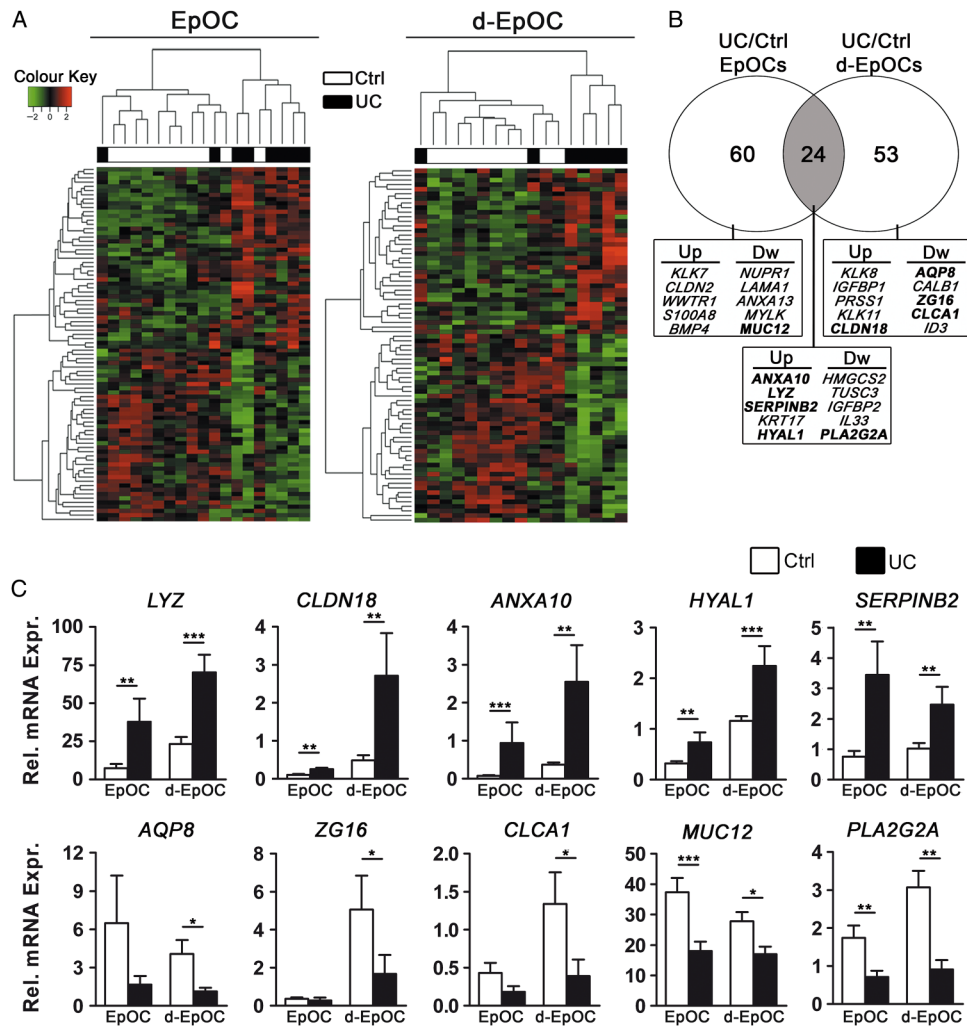 A
EpOC
d-EpOC
Colour Key
−2 0 2
Ctrl
UC
B
UC/Ctrl
EpOCs
UC/Ctrl
d-EpOCs
60
24
53
Up Dw
KLK7 NUPR1
CLDN2 LAMA1
WWTR1 ANXA13
S100A8 MYLK
BMP4 MUC12
Up Dw
KLK8 AQP8
IGFBP1 CALB1
PRSS1 ZG16
KLK11 CLCA1
CLDN18 ID3
Up Dw
ANXA10 HMGCS2
LYZ TUSC3
SERPINB2 IGFBP2
KRT17 IL33
HYAL1 PLA2G2A
Ctrl UC
C
LYZ
Rel. mRNA Expr.
100
75
50
25
0
**
***
EpOC d-EpOC
CLDN18
4
3
2
1
0
**
**
EpOC d-EpOC
ANXA10
4
3
2
1
0
***
**
EpOC d-EpOC
HYAL1
3
2
1
0
**
***
EpOC d-EpOC
SERPINB2
5
4
3
2
1
0
**
**
EpOC d-EpOC
AQP8
Rel. mRNA Expr.
12
9
6
3
0
*
EpOC d-EpOC
ZG16
8
6
4
2
0
*
EpOC d-EpOC
CLCA1
2.0
1.5
1.0
0.5
0.0
*
EpOC d-EpOC
MUC12
50
40
30
20
10
0
***
*
EpOC d-EpOC
PLA2G2A
4
3
2
1
0
**
**
EpOC d-EpOC